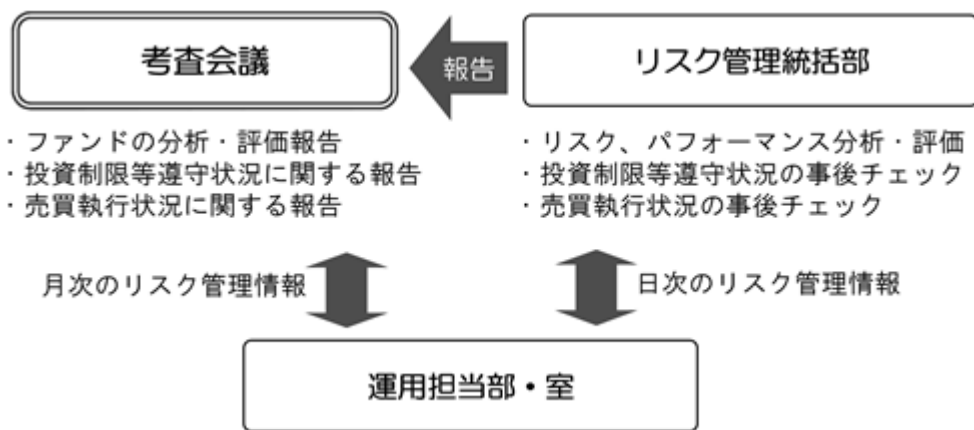 考査会議
報告
リスク管理統括部
・ファンドの分析・評価報告
・投資制限等遵守状況に関する報告
・売買執行状況に関する報告
・リスク、パフォーマンス分析・評価
・投資制限等遵守状況の事後チェック
・売買執行状況の事後チェック
月次のリスク管理情報
日次のリスク管理情報
運用担当部・室